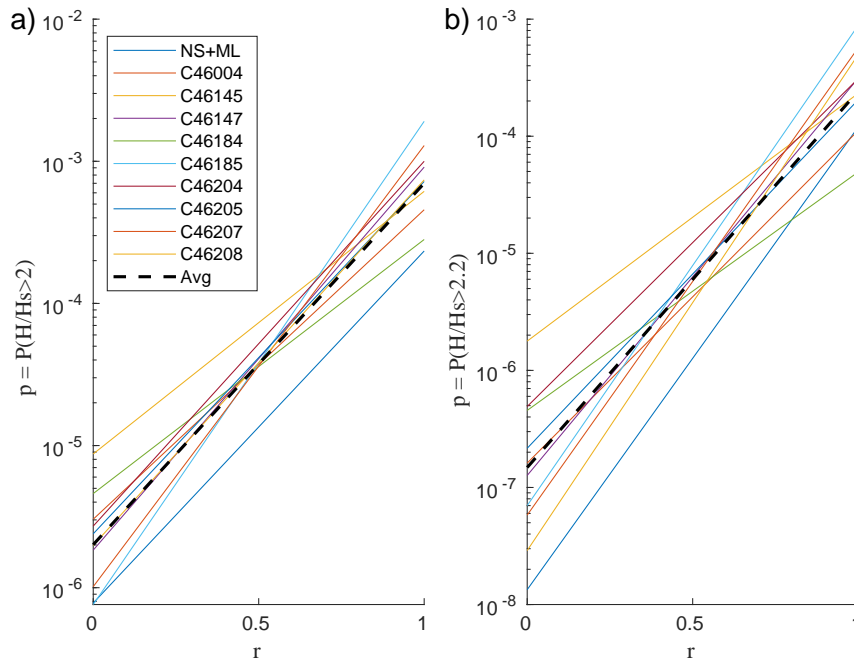 a)
10^-2
10^-3
10^-4
10^-5
10^-6
p = P(H/Hs>2)
NS+ML
C46004
C46145
C46147
C46184
C46185
C46204
C46205
C46207
C46208
Avg
0
0.5
1
r
b)
10^-3
10^-4
10^-5
10^-6
10^-7
10^-8
p = P(H/Hs>2.2)
0
0.5
1
r